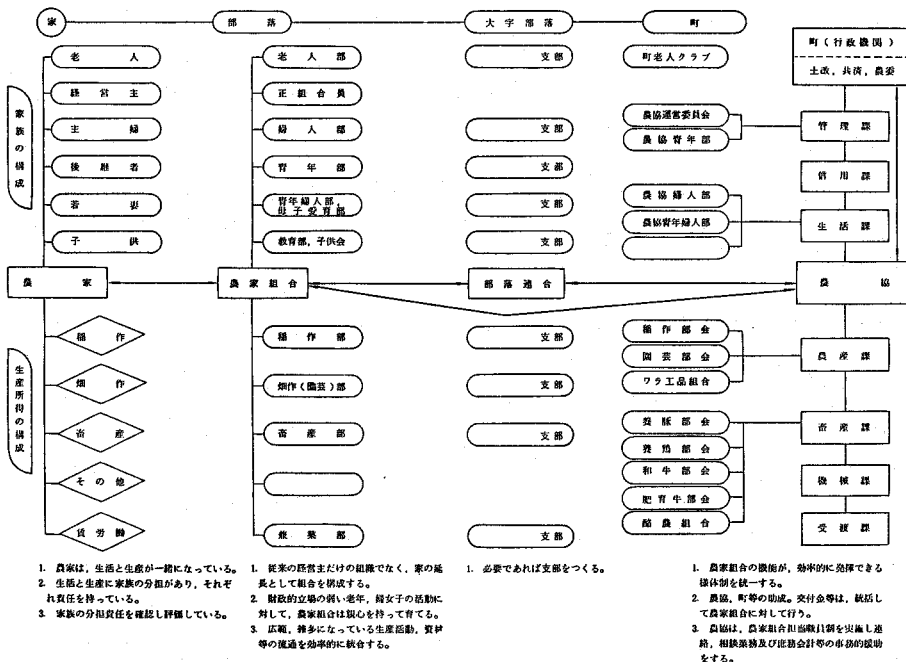 家
部落
大字部落
町
町(行政機関)
土改,共済,農委
家族の構成
老人
経営主
主婦
後継者
若妻
子供
老人部
正組合員
婦人部
青年部
青年婦人部,
母子愛育部
教育部,子供会
支部
支部
支部
支部
支部
町老人クラブ
農協運営委員会
農協青年部
農協婦人部
農協青年婦人部
管理課
信用課
生活課
農家
農家組合
部落連合
農協
生産所得の構成
稲作
畑作
畜産
その他
賃労働
稲作部
畑作(園芸)部
畜産部
兼業部
支部
支部
支部
支部
稲作部会
園芸部会
ワラ工品組合
養豚部会
養鶏部会
和牛部会
肥育牛部会
酪農組合
農産課
畜産課
機械課
受渡課
1. 農家は,生活と生産が一緒になっている。
2. 生活と生産に家族の分担があり,それぞ
れ責任を持っている。
3. 家族の分担責任を確認し評価している。
1. 従来の経営主だけの組織でなく,家の延
長として組合を構成する。
2. 財政的立場の弱い老年,婦女子の活動に
対して,農家組合は親心を持って育てる。
3. 広範,雑多になっている生産活動,資材
等の流通を効率的に統合する。
1. 必要であれば支部をつくる。
1. 農家組合の機能が,効率的に発揮できる
様体制を統一する。
2. 農協,町等の助成。交付金等は,統括し
て農家組合に対して行う。
3. 農協は,農家組合担当職員制を実施し連
絡,相談業務及び庶務会計等の事務的援助
をする。